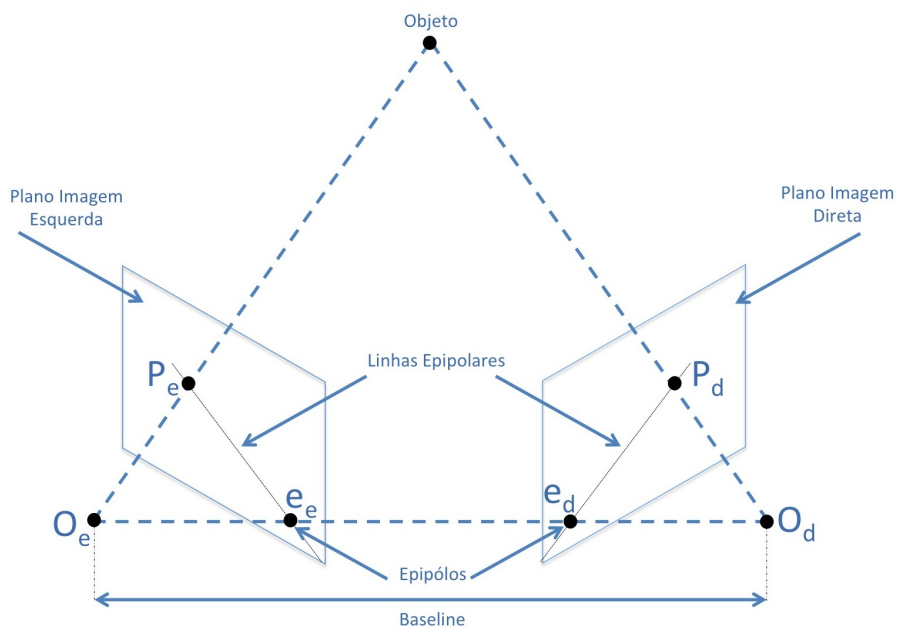 Objeto
Plano Imagem
Esquerda
Plano Imagem
Direta
Linhas Epipolares
Pe
Pd
ee
ed
Oe
Od
Epipólos
Baseline